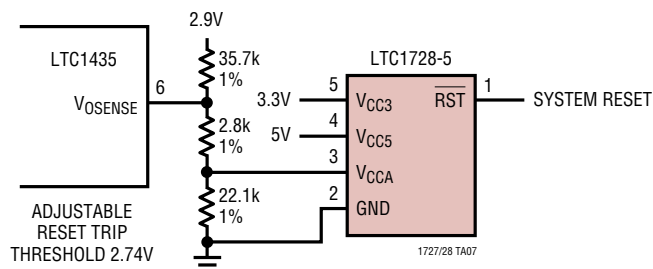 2.9V
LTC1435
35.7k
1%
LTC1728-5
6
VOSENSE
5
3.3V
VCC3
RST
1
SYSTEM RESET
2.8k
1%
4
5V
VCC5
3
VCCA
22.1k
1%
2
GND
ADJUSTABLE
RESET TRIP
THRESHOLD 2.74V
1727/28 TA07